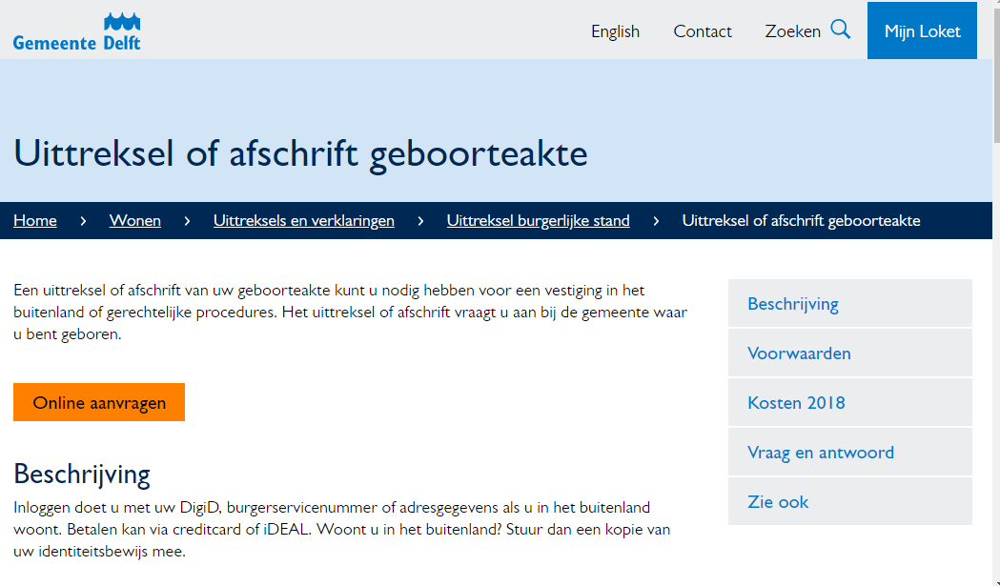 Gemeente Delft
English Contact Zoeken Mijn Loket
Uittreksel of afschrift geboorteakte
Home > Wonen > Uittreksels en verklaringen > Uittreksel burgerlijke stand > Uittreksel of afschrift geboorteakte
Een uittreksel of afschrift van uw geboorteakte kunt u nodig hebben voor een vestiging in het
buitenland of gerechtelijke procedures. Het uittreksel of afschrift vraagt u aan bij de gemeente waar
u bent geboren.
Online aanvragen
Beschrijving
Inloggen doet u met uw DigiD, burgerservicenummer of adresgegevens als u in het buitenland
woont. Betalen kan via creditcard of iDEAL. Woont u in het buitenland? Stuur dan een kopie van
uw identiteitsbewijs mee.
Beschrijving
Voorwaarden
Kosten 2018
Vraag en antwoord
Zie ook